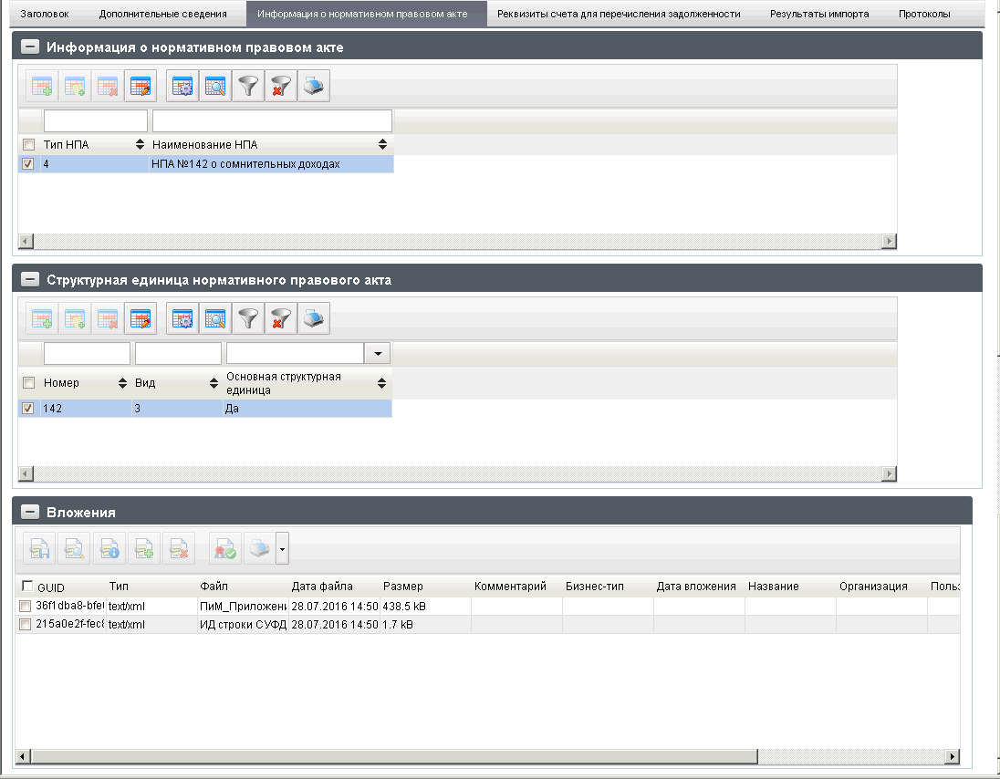 Заголовок Дополнительные сведения Информация о нормативном правовом акте Реквизиты счета для перечисления задолженности Результаты импорта Протоколы
Информация о нормативном правовом акте
Тип НПА Наименование НПА
4 НПА №142 о сомнительных доходах
Структурная единица нормативного правового акта
Номер Вид Основная структурная
единица
142 3 Да
Вложения
GUID Тип Файл Дата файла Размер Комментарий Бизнес-тип Дата вложения Название Организация Польз
36f1dba8-bfe text/xml ПиМ_Приложени 28.07.2016 14:50 438.5 kB
215a0e2f-fec8 text/xml ИД строки СУФД 28.07.2016 14:50 1.7 kB